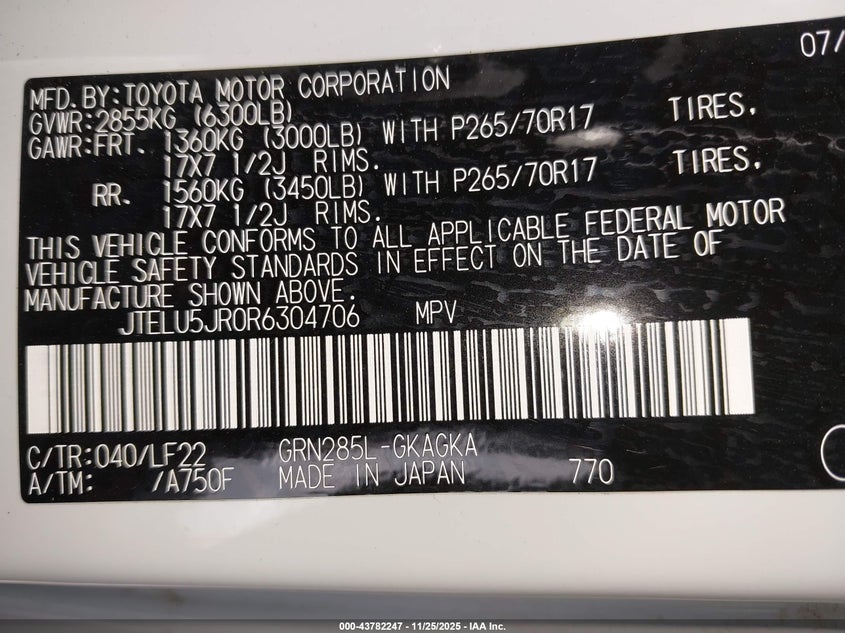 07/
MFD. BY: TOYOTA MOTOR CORPORATION
GVWR: 2855KG (6300LB)
GAWR: FRT. 1360KG (3000LB) WITH P265/70R17 TIRES.
17X7 1/2J RIMS.
RR. 1560KG (3450LB) WITH P265/70R17 TIRES.
17X7 1/2J RIMS.
THIS VEHICLE CONFORMS TO ALL APPLICABLE FEDERAL MOTOR
VEHICLE SAFETY STANDARDS IN EFFECT ON THE DATE OF
MANUFACTURE SHOWN ABOVE.
JTELU5JR0R6304706 MPV
C/TR: 040/LF22 GRN285L-GKAGKA
A/TM: /A750F MADE IN JAPAN 770
000-43782247 - 11/25/2025 - IAA Inc.